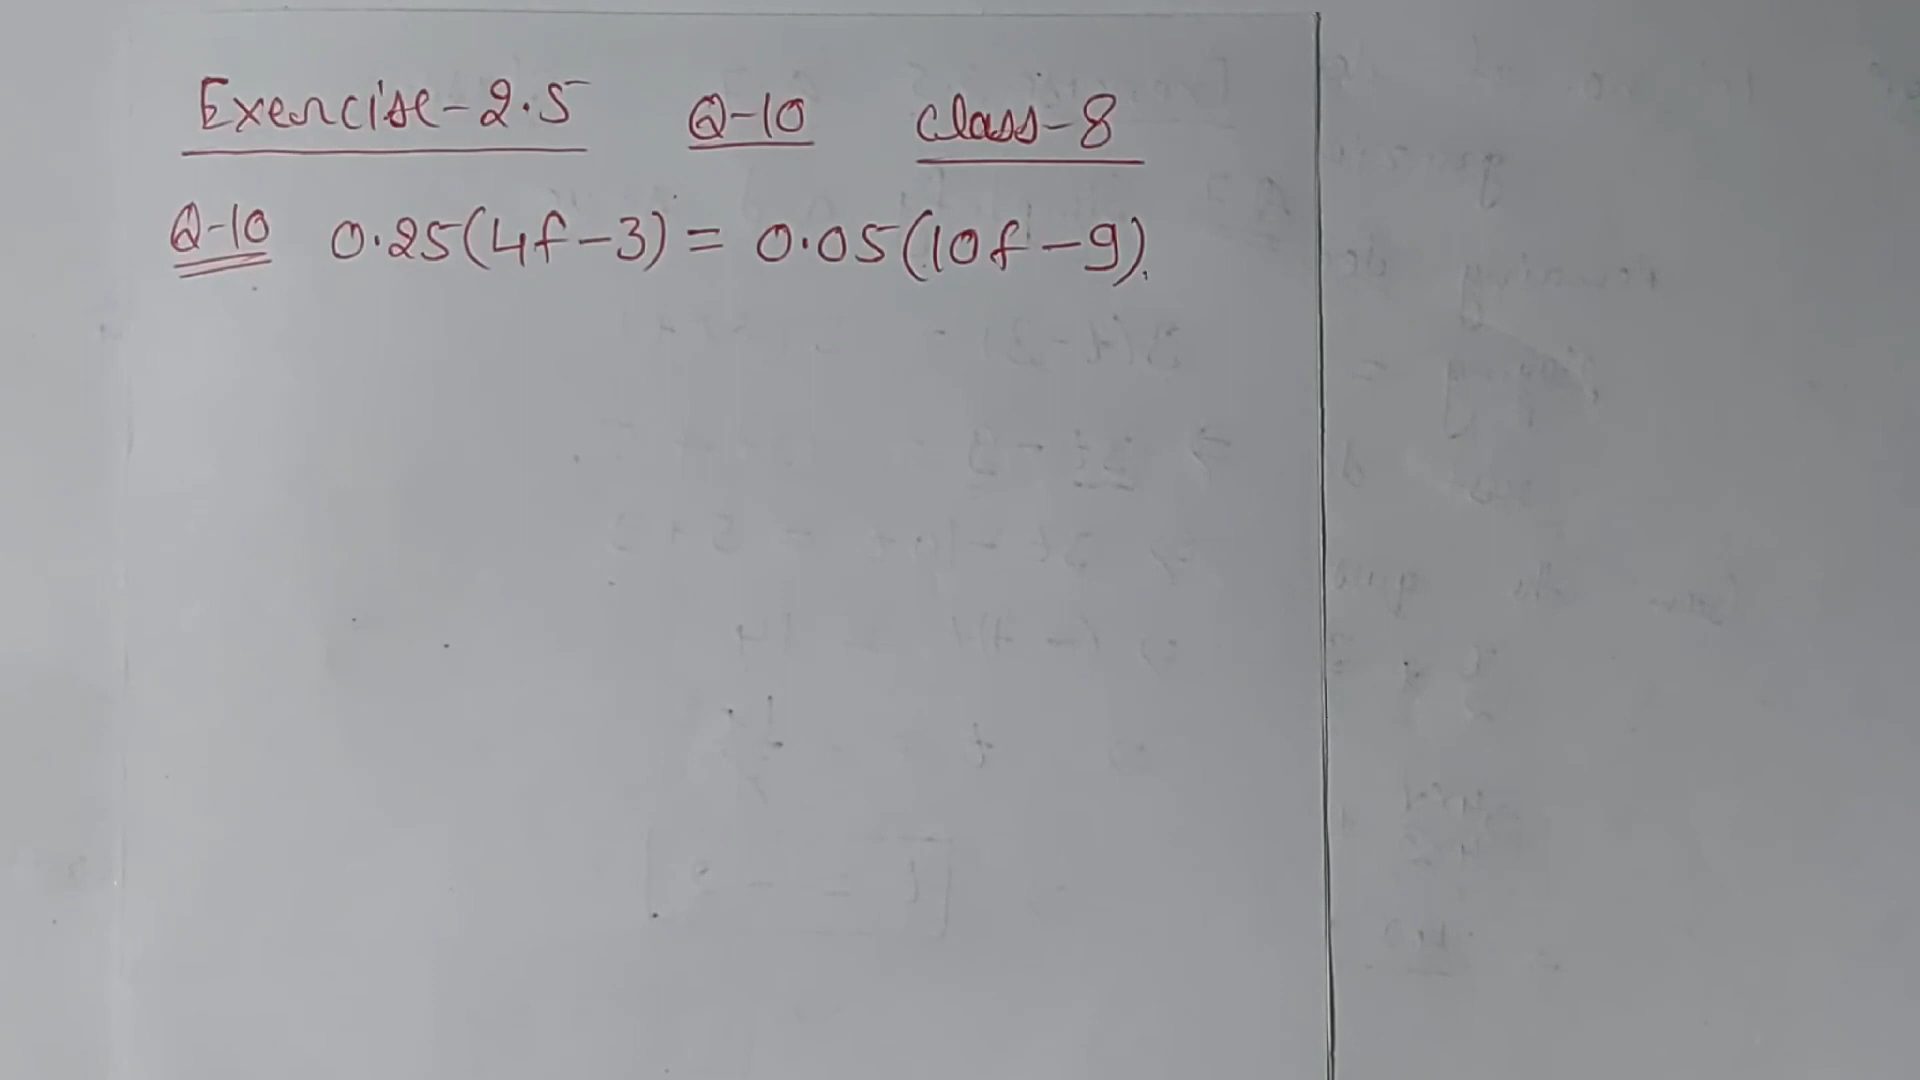 Exercise-2.5 Q-10 Class-8
Q-10 0.25(4f-3) = 0.05(10f-9).